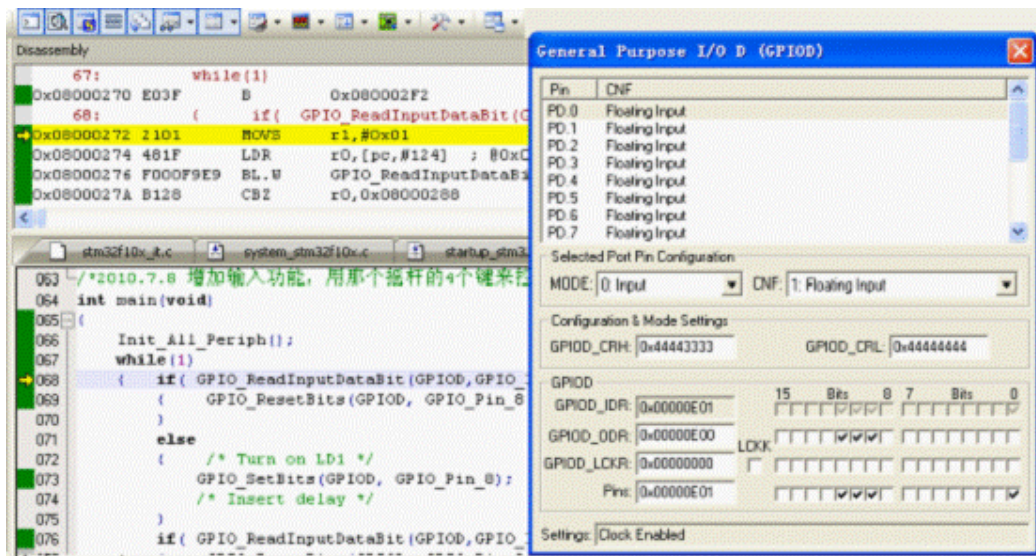 Disassembly
67: while(1)
0x08000270 E03F B 0x080002F2
68: { if( GPIO_ReadInputDataBit(G
0x08000272 2101 MOVS r1,#0x01
0x08000274 481F LDR r0,[pc,#124] ; @0x0
0x08000276 F000F9E9 BL.W GPIO_ReadInputDataBi
0x0800027A B128 CBZ r0,0x08000288
stm32f10x_it.c system_stm32f10x.c startup_stm32
063 /*2010.7.8 增加输入功能，用那个摇杆的4个键来控
064 int main(void)
065 {
066 Init_All_Periph();
067 while(1)
068 { if( GPIO_ReadInputDataBit(GPIOD,GPIO_
069 { GPIO_ResetBits(GPIOD, GPIO_Pin_8
070 }
071 else
072 { /* Turn on LD1 */
073 GPIO_SetBits(GPIOD, GPIO_Pin_8);
074 /* Insert delay */
075 }
076 if( GPIO_ReadInputDataBit(GPIOD,GPIO_
General Purpose I/O D (GPIOD)
Pin CNF
PD.0 Floating Input
PD.1 Floating Input
PD.2 Floating Input
PD.3 Floating Input
PD.4 Floating Input
PD.5 Floating Input
PD.6 Floating Input
PD.7 Floating Input
Selected Port Pin Configuration
MODE: 0: Input CNF: 1: Floating Input
Configuration & Mode Settings
GPIOD_CRH: 0x44443333 GPIOD_CRL: 0x44444444
GPIOD
15 Bits 8 7 Bits 0
GPIOD_IDR: 0x00000E01
GPIOD_ODR: 0x00000E00
LCKK
GPIOD_LCKR: 0x00000000
Pins: 0x00000E01
Settings: Clock Enabled